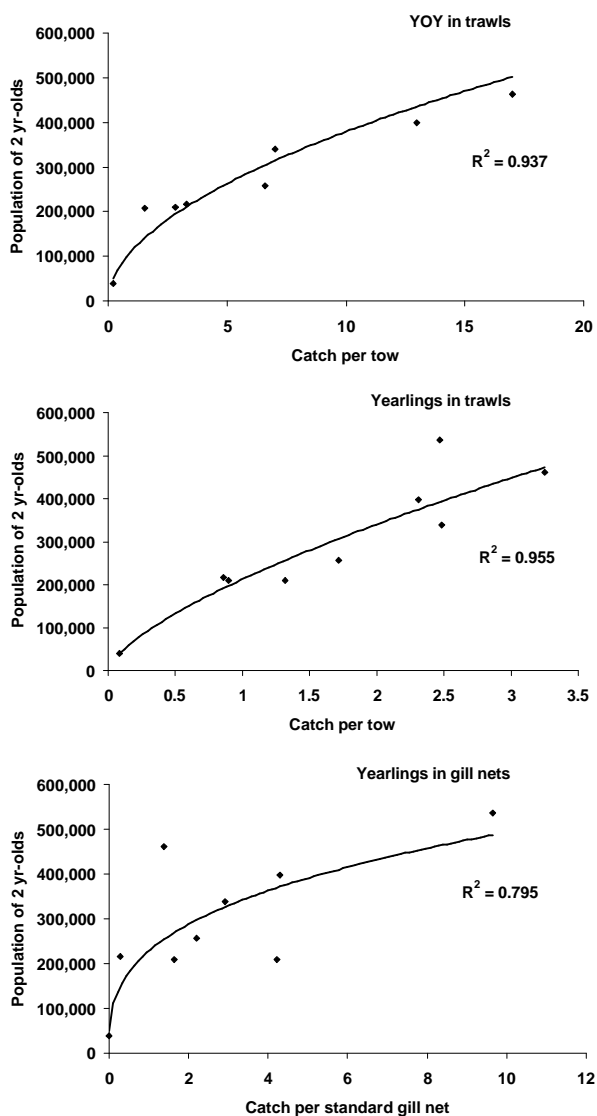 YOY in trawls
600,000
500,000
400,000
300,000
200,000
100,000
0
Population of 2 yr-olds
R² = 0.937
0 5 10 15 20
Catch per tow
Yearlings in trawls
600,000
500,000
400,000
300,000
200,000
100,000
0
Population of 2 yr-olds
R² = 0.955
0 0.5 1 1.5 2 2.5 3 3.5
Catch per tow
Yearlings in gill nets
600,000
500,000
400,000
300,000
200,000
100,000
0
Population of 2 yr-olds
R² = 0.795
0 2 4 6 8 10 12
Catch per standard gill net